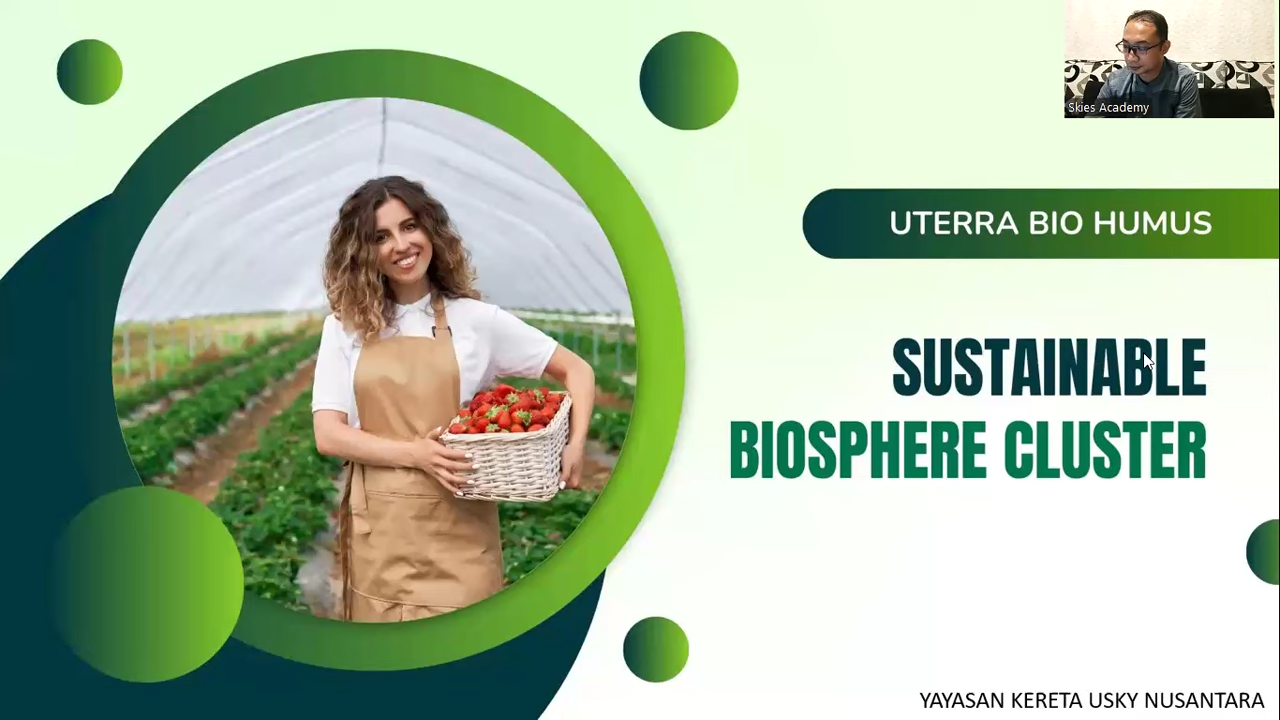 Skies Academy
UTERRA BIO HUMUS
SUSTAINABLE
BIOSPHERE CLUSTER
YAYASAN KERETA USKY NUSANTARA